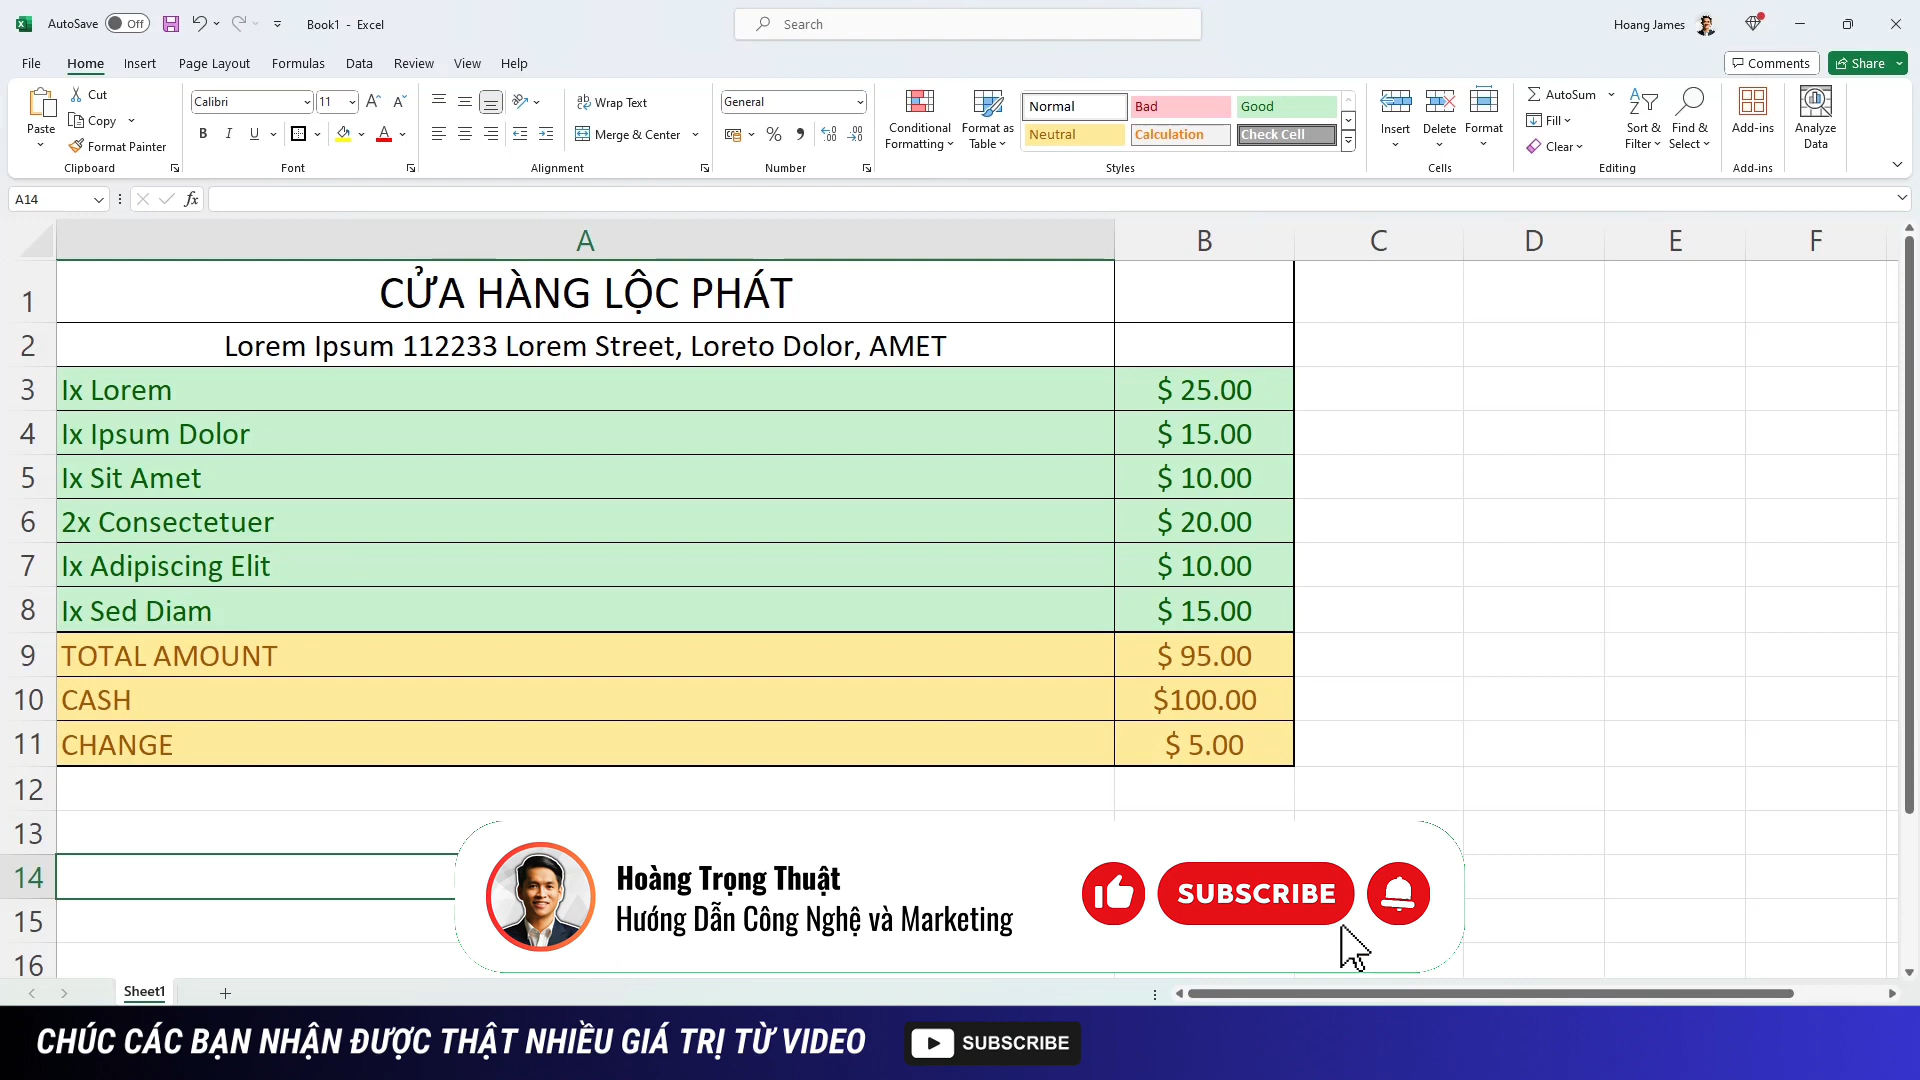 AutoSave Off Book1 - Excel Search Hoang James
File Home Insert Page Layout Formulas Data Review View Help Comments Share
Paste Cut Copy Format Painter Clipboard
Calibri 11 B I U A Font
Wrap Text Merge & Center Alignment
General % , Number
Conditional Formatting Format as Table Normal Bad Good Neutral Calculation Check Cell Styles
Insert Delete Format Cells
AutoSum Fill Clear Sort & Filter Find & Select Editing
Add-ins Add-ins
Analyze Data
A14 fx
A B C D E F
1 CỬA HÀNG LỘC PHÁT
2 Lorem Ipsum 112233 Lorem Street, Loreto Dolor, AMET
3 Ix Lorem $ 25.00
4 Ix Ipsum Dolor $ 15.00
5 Ix Sit Amet $ 10.00
6 2x Consectetuer $ 20.00
7 Ix Adipiscing Elit $ 10.00
8 Ix Sed Diam $ 15.00
9 TOTAL AMOUNT $ 95.00
10 CASH $100.00
11 CHANGE $ 5.00
12
13
14
15
16
Hoàng Trọng Thuật
Hướng Dẫn Công Nghệ và Marketing
SUBSCRIBE
Sheet1
CHÚC CÁC BẠN NHẬN ĐƯỢC THẬT NHIỀU GIÁ TRỊ TỪ VIDEO SUBSCRIBE